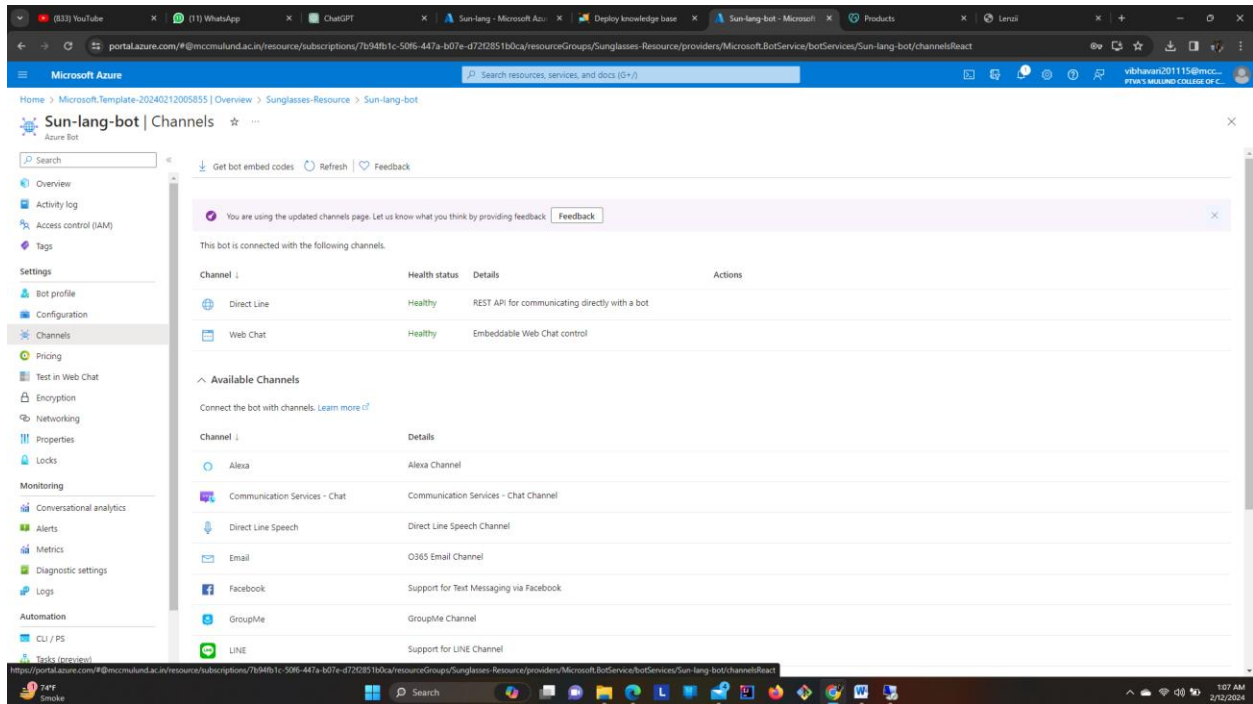 (833) YouTube
(11) WhatsApp
ChatGPT
Sun-lang - Microsoft Azu
Deploy knowledge base
Sun-lang-bot - Microsoft
Products
Lenzii
portal.azure.com/#@mccmulund.ac.in/resource/subscriptions/7b94fb1c-50f6-447a-b07e-d72f2851b0ca/resourceGroups/Sunglasses-Resource/providers/Microsoft.BotService/botServices/Sun-lang-bot/channelsReact
Microsoft Azure
Search resources, services, and docs (G+/)
1
vibhavari201115@mcc...
PTVA'S MULUND COLLEGE OF C...
Home > Microsoft.Template-20240212005855 | Overview > Sunglasses-Resource > Sun-lang-bot
Sun-lang-bot | Channels
Azure Bot
Search
Get bot embed codes
Refresh
Feedback
Overview
Activity log
Access control (IAM)
Tags
Settings
Bot profile
Configuration
Channels
Pricing
Test in Web Chat
Encryption
Networking
Properties
Locks
Monitoring
Conversational analytics
Alerts
Metrics
Diagnostic settings
Logs
Automation
CLI / PS
Tasks (preview)
You are using the updated channels page. Let us know what you think by providing feedback
Feedback
This bot is connected with the following channels.
Channel ↓ Health status Details Actions
Direct Line Healthy REST API for communicating directly with a bot
Web Chat Healthy Embeddable Web Chat control
Available Channels
Connect the bot with channels. Learn more
Channel ↓ Details
Alexa Alexa Channel
Communication Services - Chat Communication Services - Chat Channel
Direct Line Speech Direct Line Speech Channel
Email O365 Email Channel
Facebook Support for Text Messaging via Facebook
GroupMe GroupMe Channel
LINE Support for LINE Channel
https://portal.azure.com/#@mccmulund.ac.in/resource/subscriptions/7b94fb1c-50f6-447a-b07e-d72f2851b0ca/resourceGroups/Sunglasses-Resource/providers/Microsoft.BotService/botServices/Sun-lang-bot/channelsReact
74°F
Smoke
Search
1:07 AM
2/12/2024